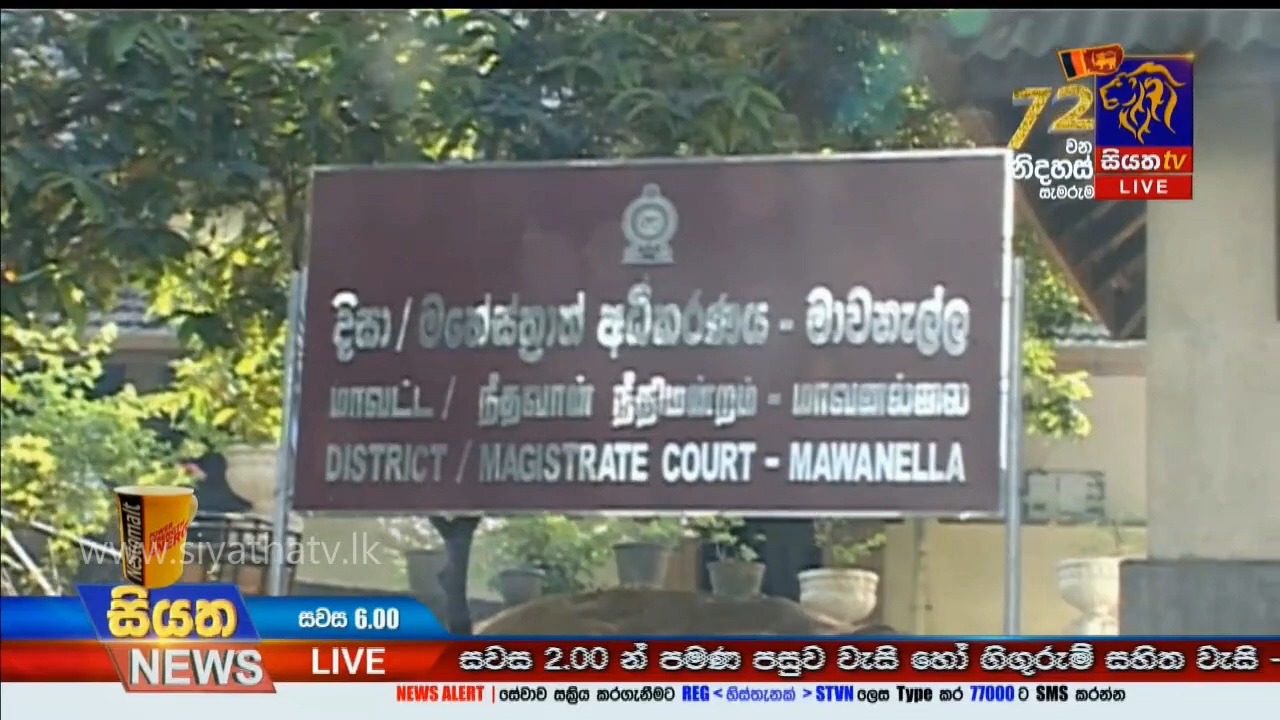 72
වන
නිදහස්
සැමරුම
සියත tv
LIVE
දිසා / මහේස්ත්‍රාත් අධිකරණය - මාවනැල්ල
மாவட்ட / நீதவான் நீதிமன்றம் - மாவனல்லை
DISTRICT / MAGISTRATE COURT - MAWANELLA
Nestomalt
www.siyathatv.lk
සියත
NEWS
සවස 6.00
LIVE
සවස 2.00 න් පමණ පසුව වැසි හෝ ගිගුරුම් සහිත වැසි -
NEWS ALERT | සේවාව සක්‍රිය කරගැනීමට REG < හිස්තැනක් > STVN ලෙස Type කර 77000 ට SMS කරන්න